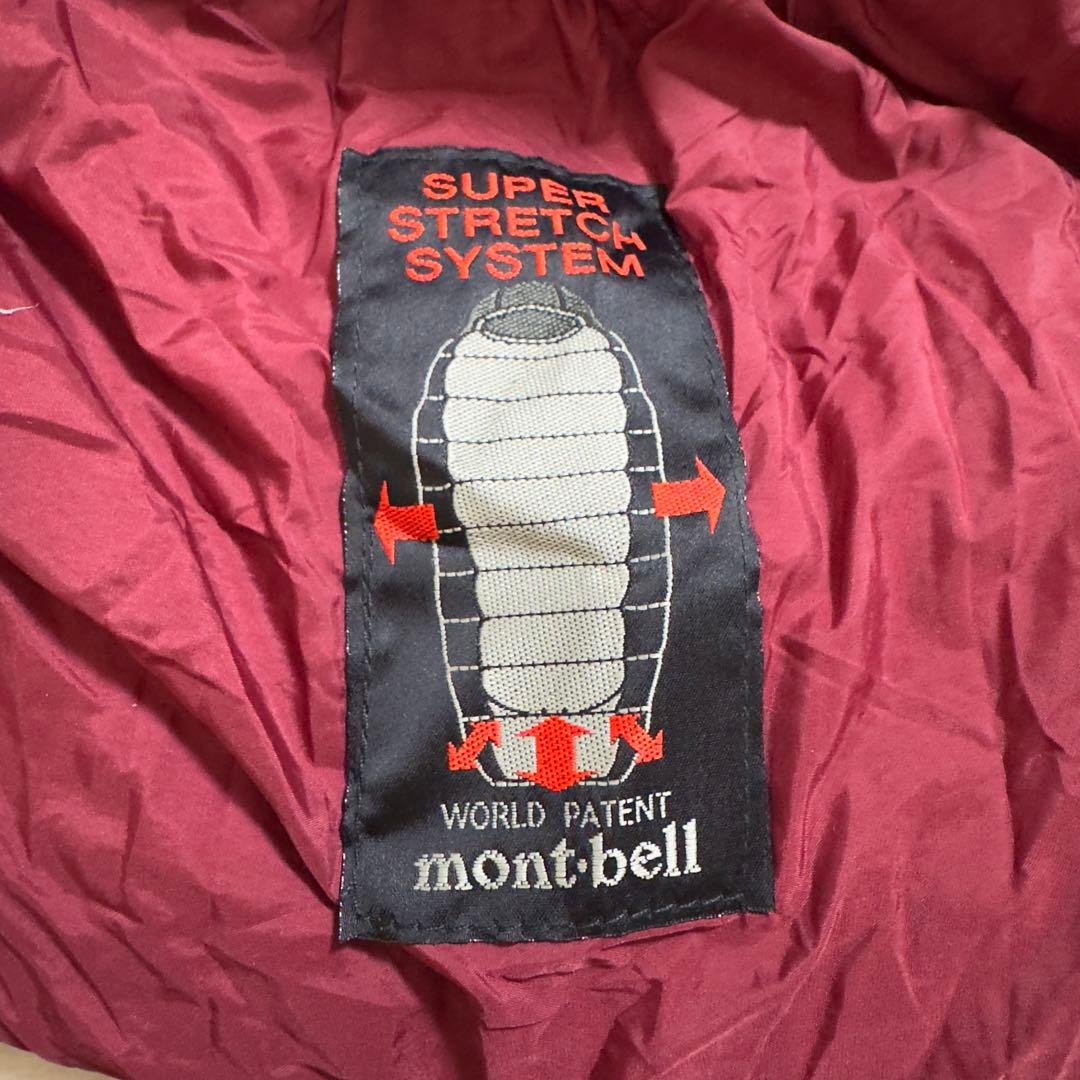 SUPER
STRETCH
SYSTEM
WORLD PATENT
mont·bell